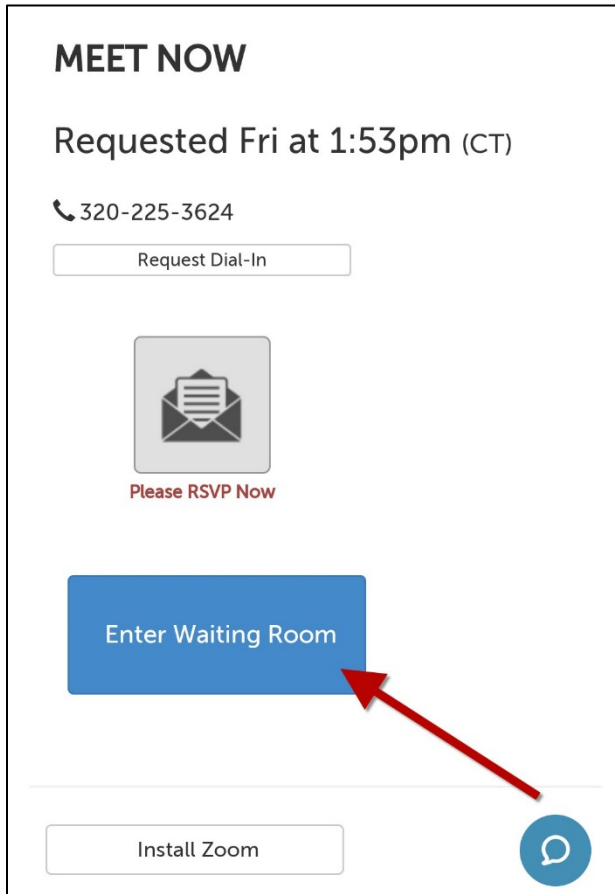 MEET NOW
Requested Fri at 1:53pm (CT)
320-225-3624
Request Dial-In
Please RSVP Now
Enter Waiting Room
Install Zoom